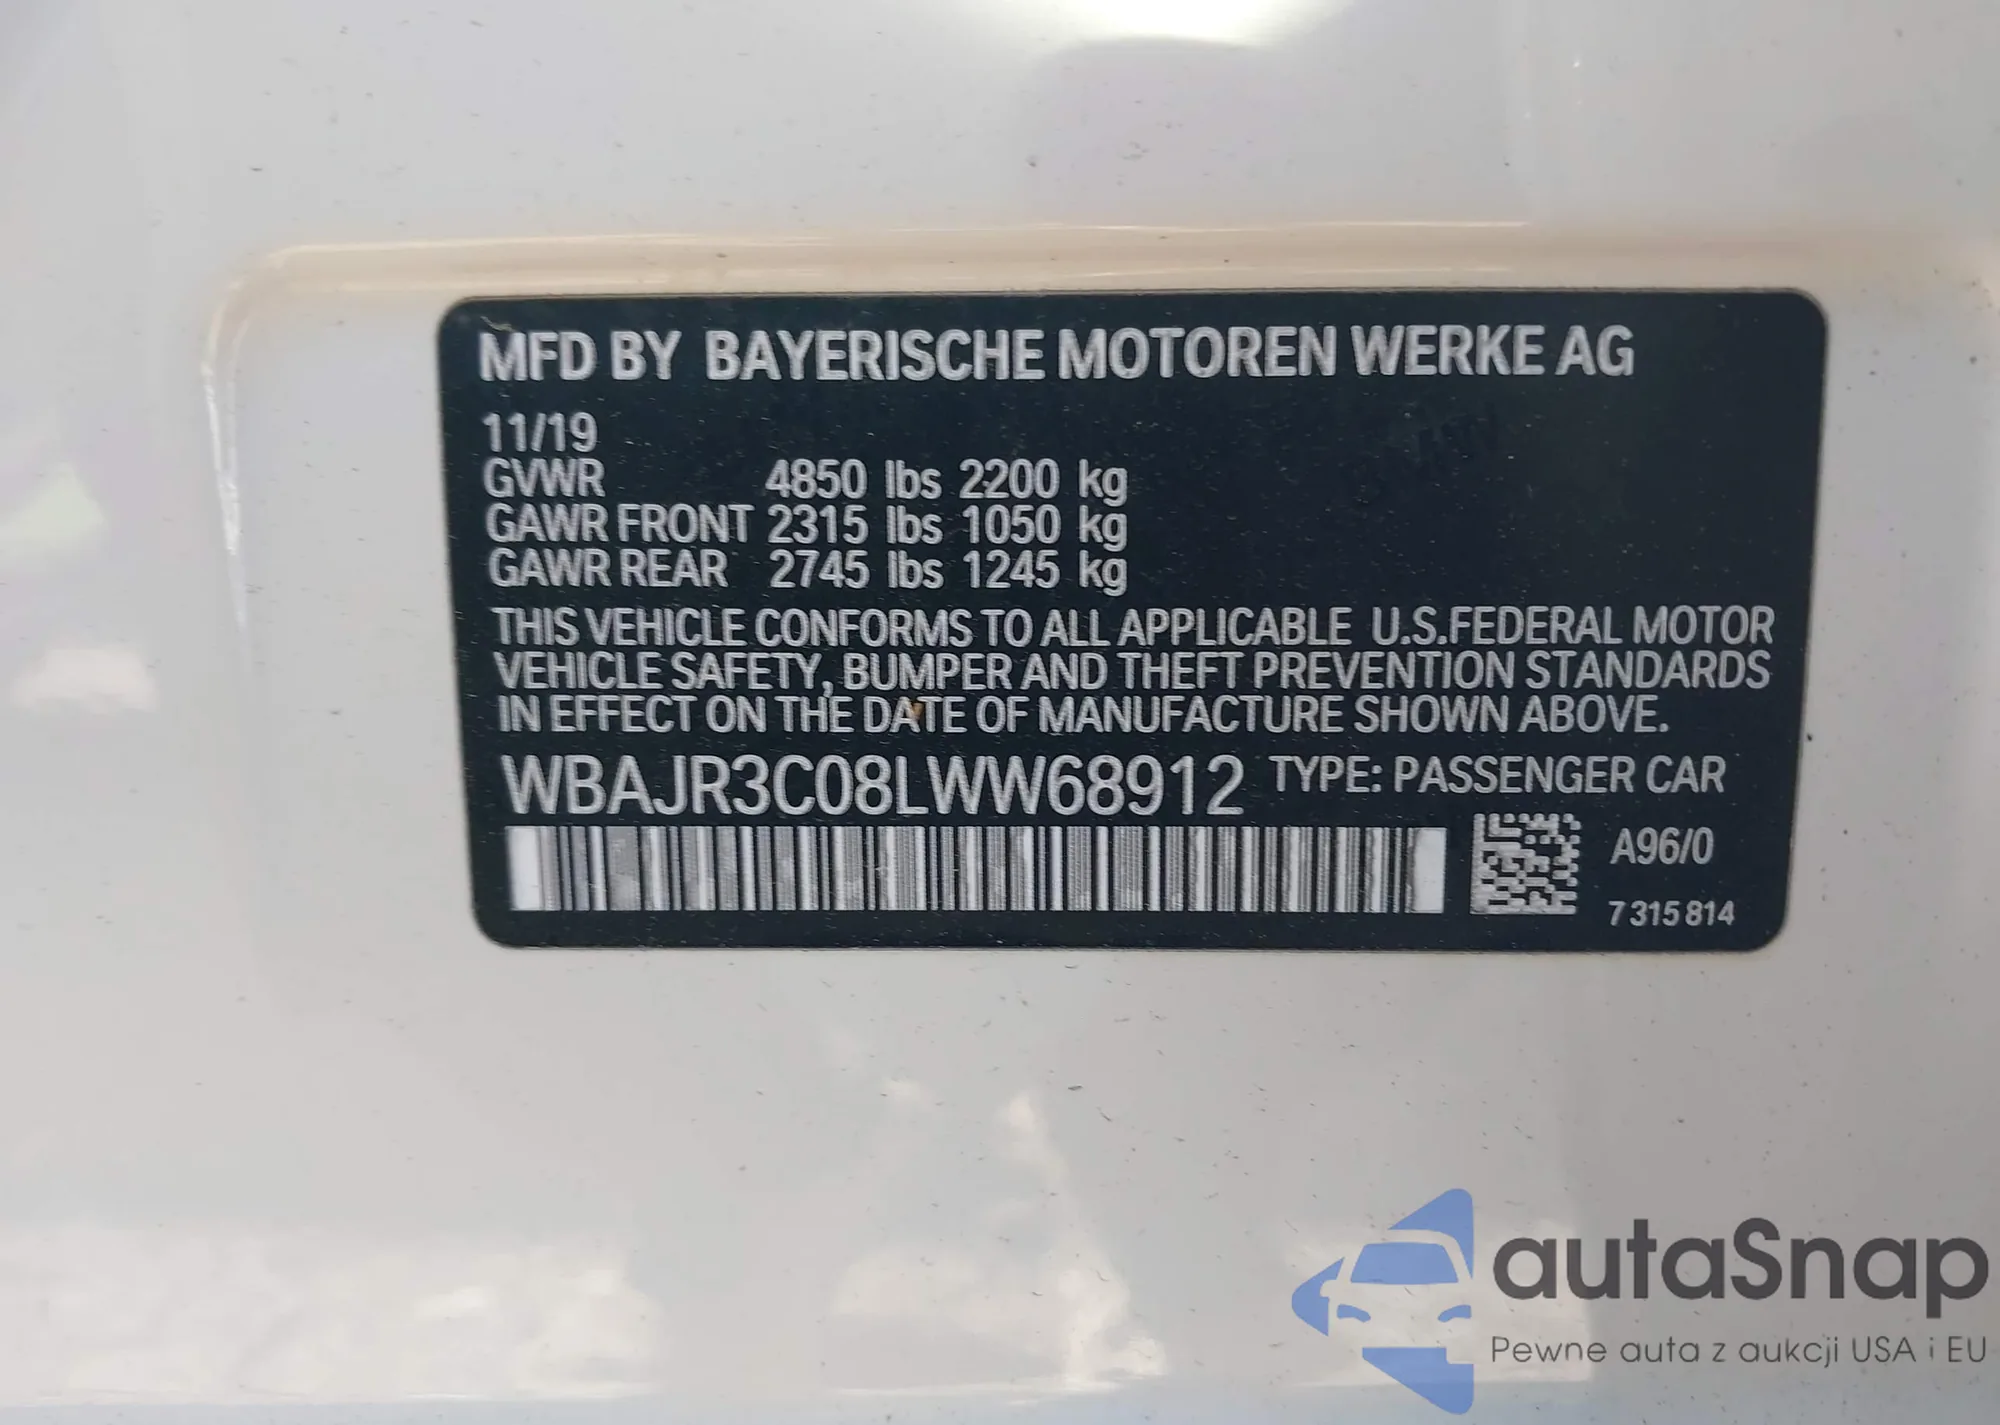 MFD BY BAYERISCHE MOTOREN WERKE AG
11/19
GVWR 4850 lbs 2200 kg
GAWR FRONT 2315 lbs 1050 kg
GAWR REAR 2745 lbs 1245 kg
THIS VEHICLE CONFORMS TO ALL APPLICABLE U.S.FEDERAL MOTOR
VEHICLE SAFETY, BUMPER AND THEFT PREVENTION STANDARDS
IN EFFECT ON THE DATE OF MANUFACTURE SHOWN ABOVE.
WBAJR3C08LWW68912 TYPE: PASSENGER CAR
A96/0
7 315 814
autaSnap
Pewne auta z aukcji USA i EU